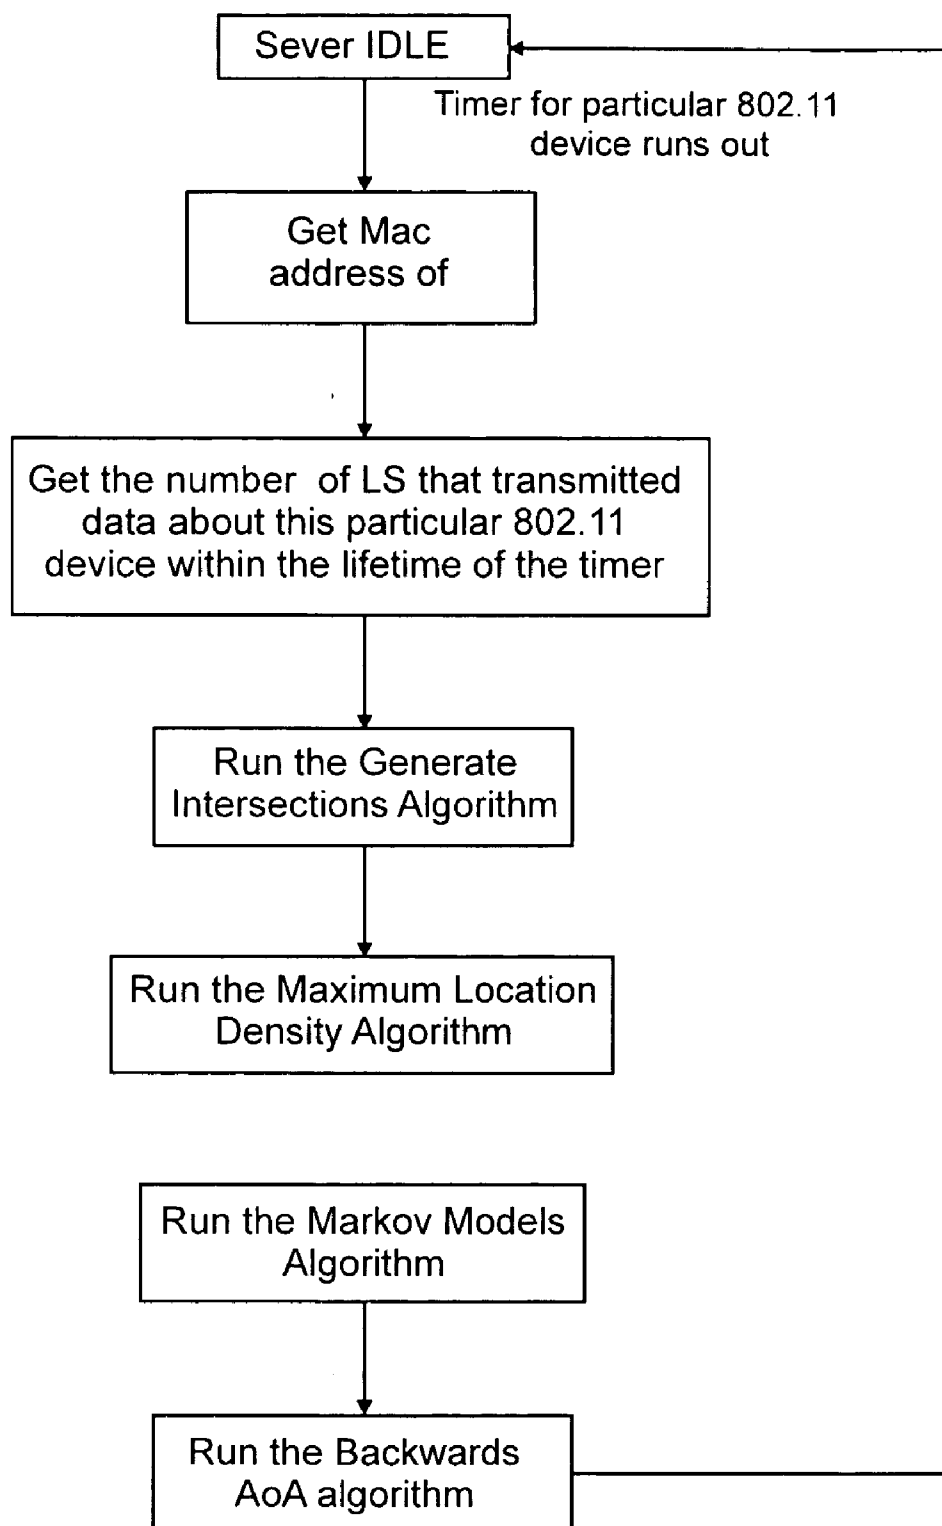 Sever IDLE
Timer for particular 802.11
device runs out
Get Mac
address of
Get the number of LS that transmitted
data about this particular 802.11
device within the lifetime of the timer
Run the Generate
Intersections Algorithm
Run the Maximum Location
Density Algorithm
Run the Markov Models
Algorithm
Run the Backwards
AoA algorithm